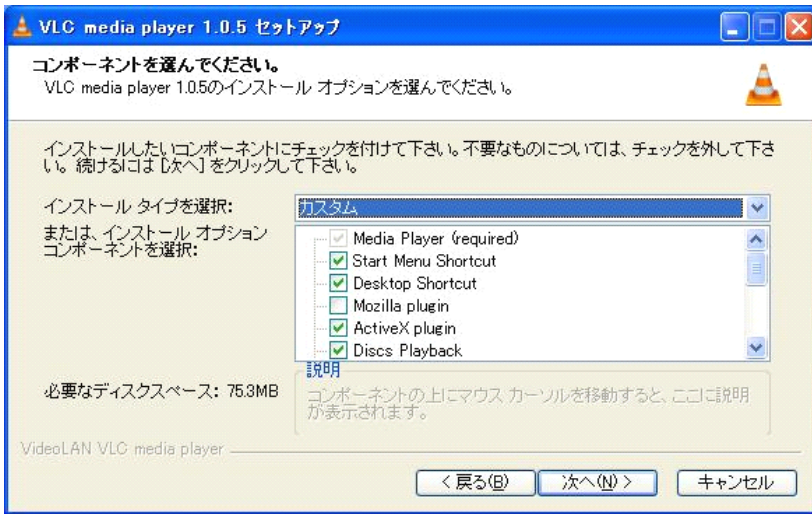 VLC media player 1.0.5 セットアップ
コンポーネントを選んでください。
VLC media player 1.0.5のインストール オプションを選んでください。
インストールしたいコンポーネントにチェックを付けて下さい。不要なものについては、チェックを外して下さ
い。続けるには [次へ] をクリックして下さい。
インストール タイプを選択:
カスタム
または、インストール オプション
コンポーネントを選択:
Media Player (required)
Start Menu Shortcut
Desktop Shortcut
Mozilla plugin
ActiveX plugin
Discs Playback
必要なディスクスペース: 75.3MB
説明
コンポーネントの上にマウス カーソルを移動すると、ここに説明
が表示されます。
VideoLAN VLC media player
< 戻る(B)
次へ(N) >
キャンセル